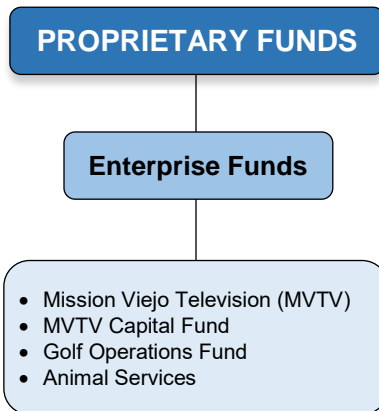 PROPRIETARY FUNDS
Enterprise Funds
• Mission Viejo Television (MVTV)
• MVTV Capital Fund
• Golf Operations Fund
• Animal Services